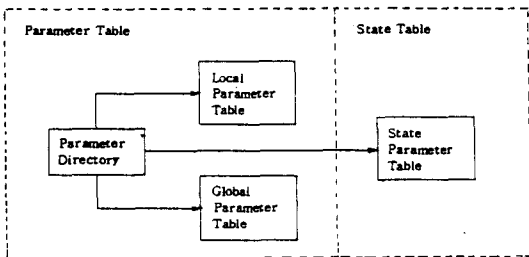 Parameter Table
State Table
Local
Parameter
Table
Parameter
Directory
State
Parameter
Table
Global
Parameter
Table